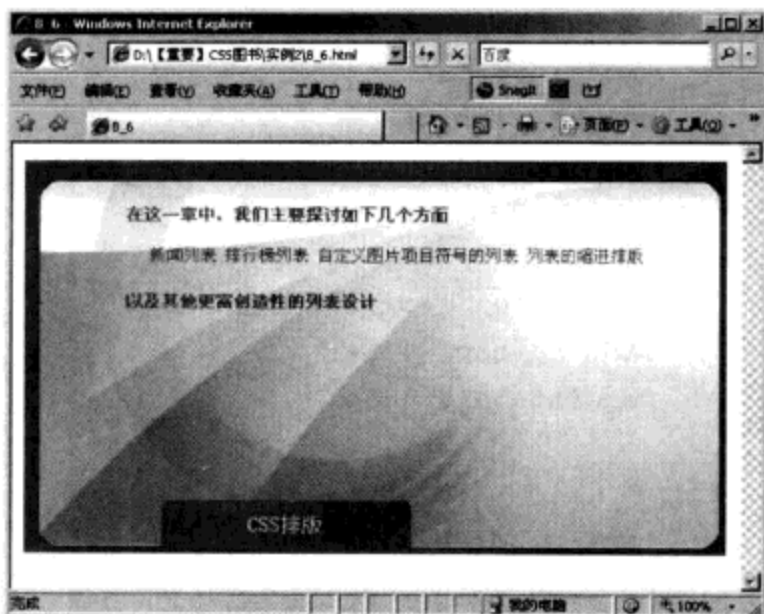 8_6 - Windows Internet Explorer
D:\【重要】CSS图书\实例2\8_6.html
百度
文件(F) 编辑(E) 查看(V) 收藏夹(A) 工具(T) 帮助(H) SnagIt
8_6 页面(P) 工具(O)
在这一章中，我们主要探讨如下几个方面
新闻列表 排行榜列表 自定义图片项目符号的列表 列表的缩进排版
以及其他更富创造性的列表设计
CSS排版
完成 我的电脑 100%